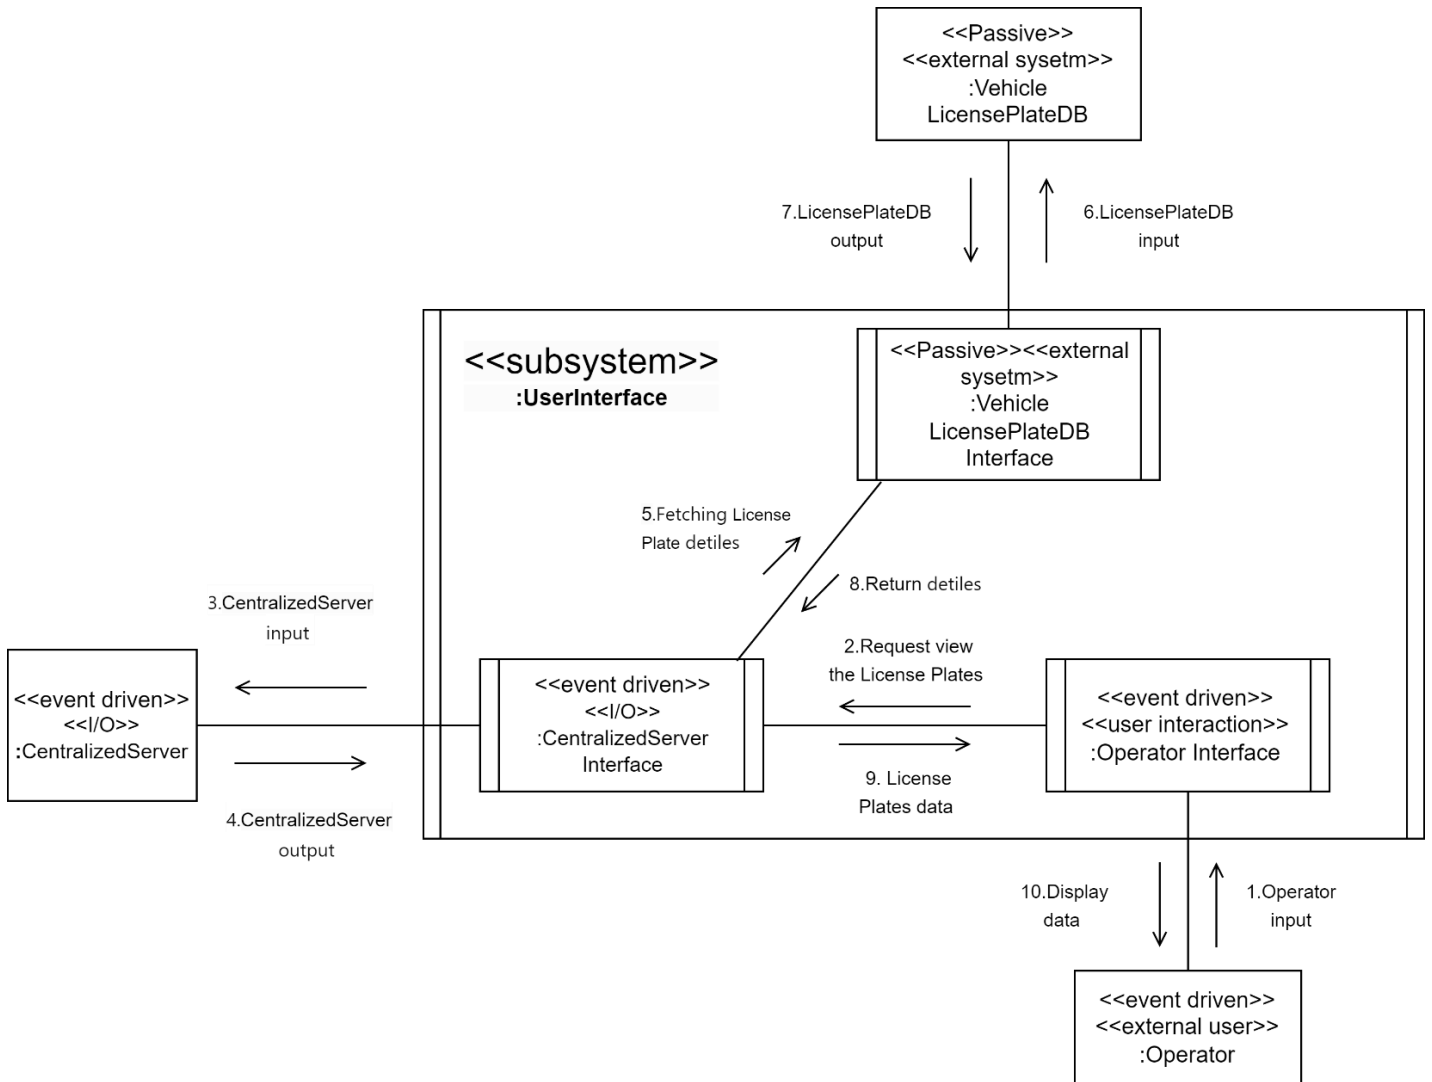 <<Passive>>
<<external sysetm>>
:Vehicle
LicensePlateDB
7.LicensePlateDB
output
6.LicensePlateDB
input
<<subsystem>>
:UserInterface
<<Passive>><<external
sysetm>>
:Vehicle
LicensePlateDB
Interface
5.Fetching License
Plate detiles
8.Return detiles
3.CentralizedServer
input
2.Request view
the License Plates
<<event driven>>
<<I/O>>
:CentralizedServer
<<event driven>>
<<I/O>>
:CentralizedServer
Interface
<<event driven>>
<<user interaction>>
:Operator Interface
9. License
Plates data
4.CentralizedServer
output
10.Display
data
1.Operator
input
<<event driven>>
<<external user>>
:Operator